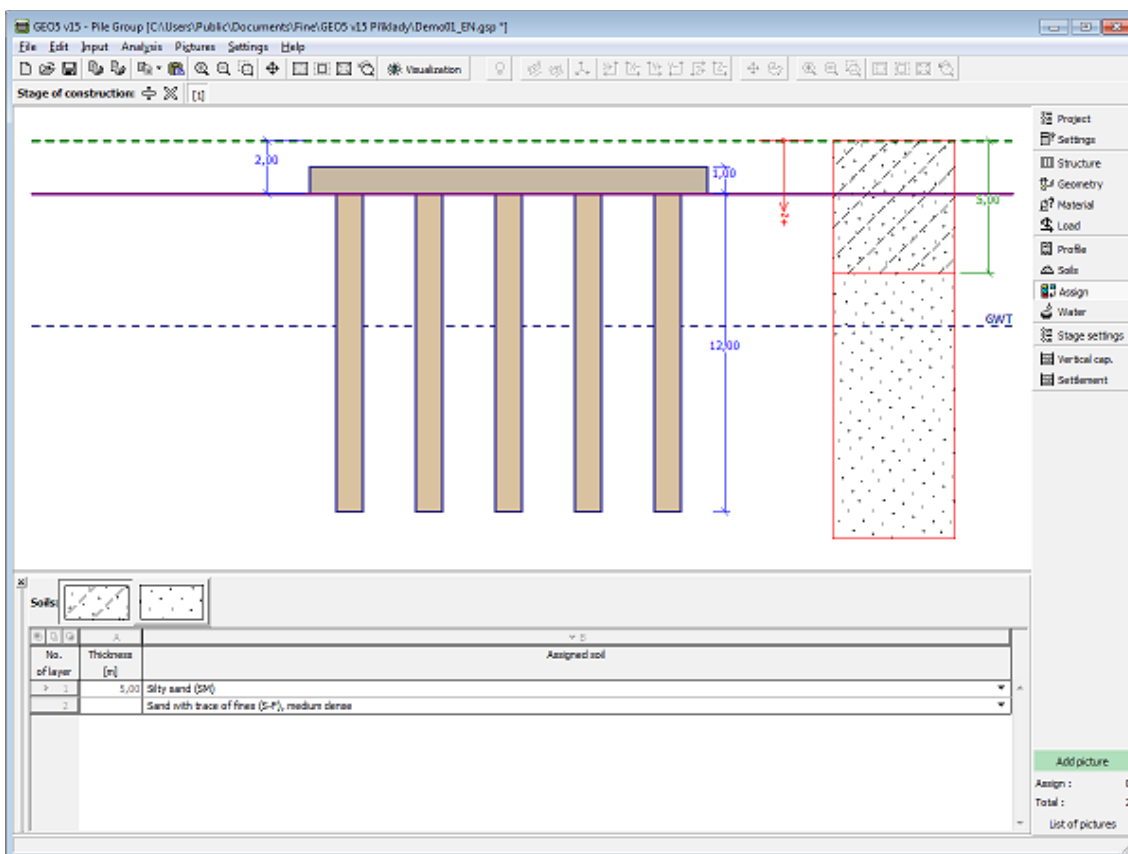 GEO5 v15 - Pile Group [C:\Users\Public\Documents\Fine\GEO5 v15 Příklady\Demo01_EN.gsp *]
File Edit Input Analysis Pictures Settings Help
Visualization
Stage of construction: [1]
2,00
1,00
+z
5,00
GWT
12,00
Project
Settings
Structure
Geometry
Material
Load
Profile
Soils
Assign
Water
Stage settings
Vertical cap.
Settlement
Soils:
A B
No. of layer Thickness [m] Assigned soil
1 5,00 Silty sand (SM)
2 Sand with trace of fines (S-F), medium dense
Add picture
Assign :
Total :
List of pictures